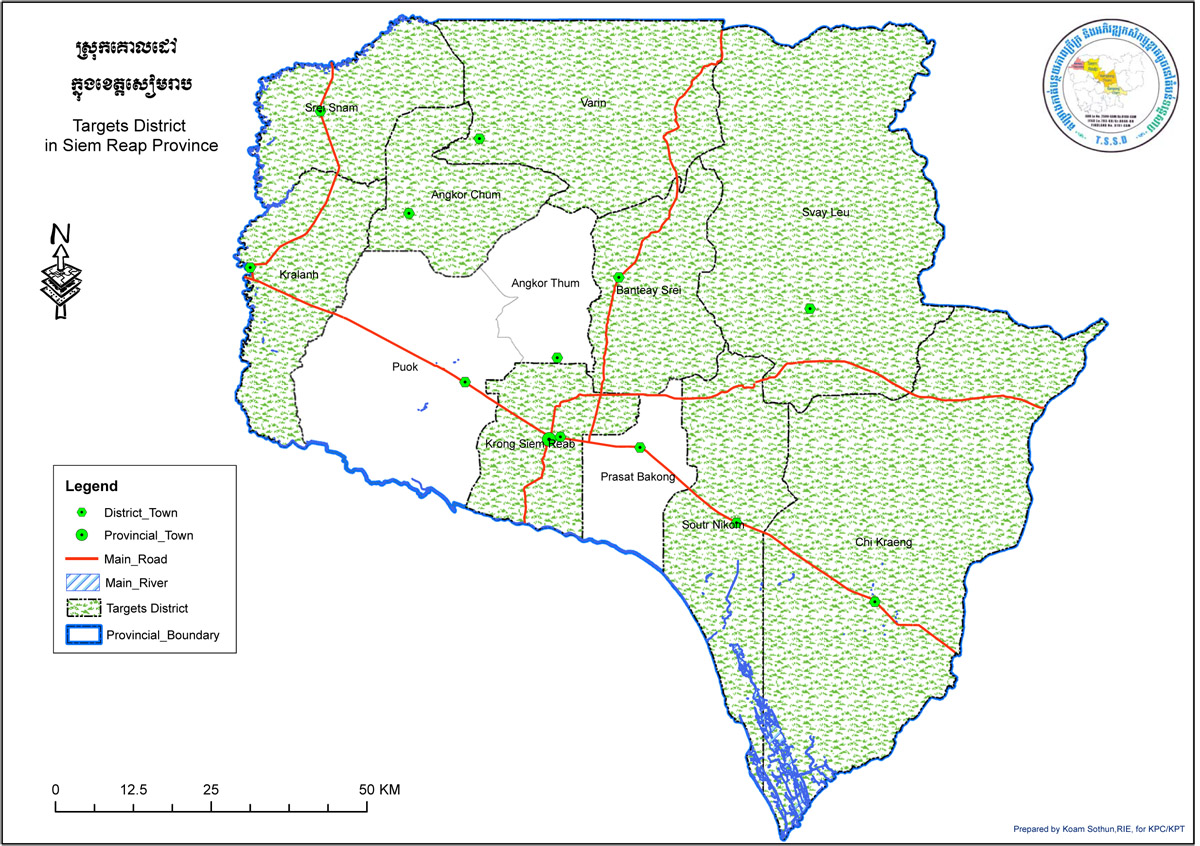 ស្រុកគោលដៅ
ក្នុងខេត្តសៀមរាប
Targets District
in Siem Reap Province
N
T.S.S.D
Srei Snam
Varin
Angkor Chum
Svay Leu
Kralanh
Angkor Thum
Banteay Srei
Puok
Krong Siem Reab
Prasat Bakong
Soutr Nikom
Chi Kraeng
Legend
District_Town
Provincial_Town
Main_Road
Main_River
Targets District
Provincial_Boundary
0 12.5 25 50 KM
Prepared by Koam Sothun,RIE, for KPC/KPT